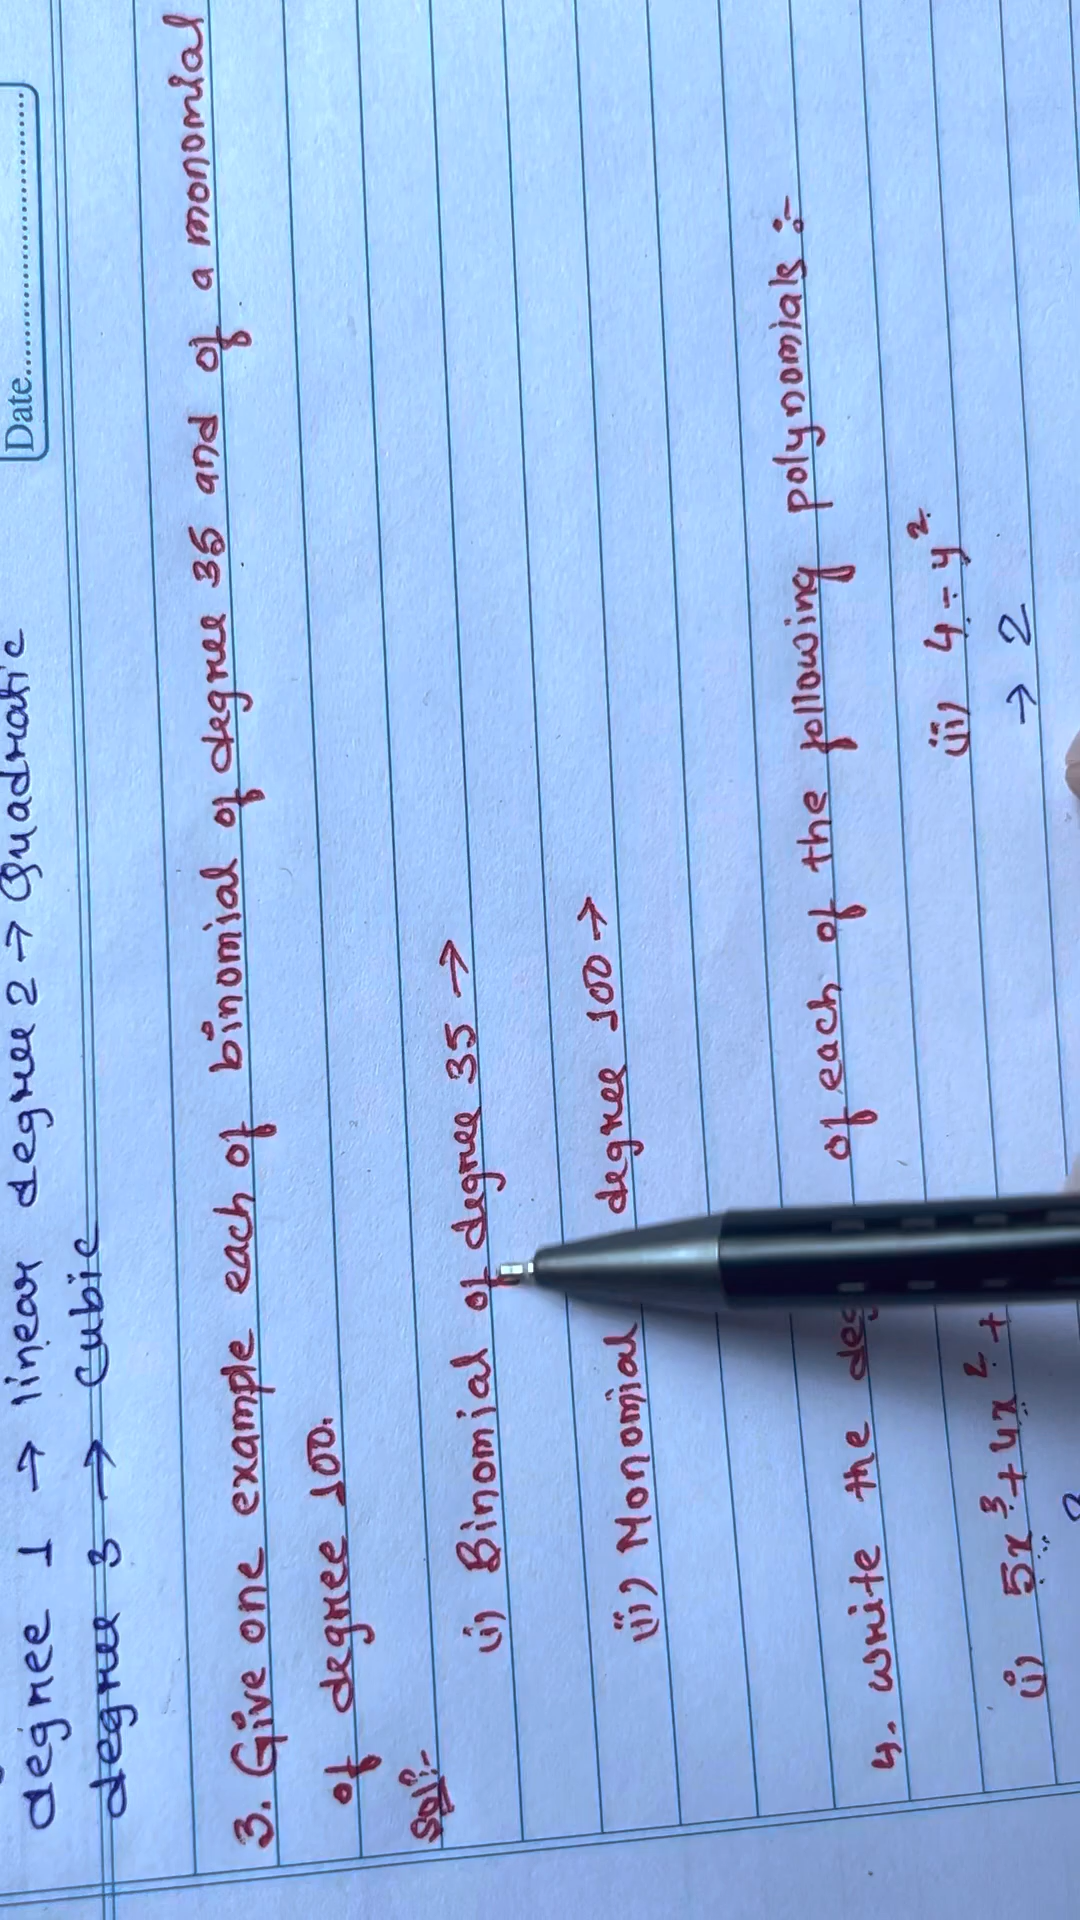 Date..............................
degree 1 → linear degree 2 → Quadratic
degree 3 → cubic
3. Give one example each of binomial of degree 35 and of a monomial
of degree 100.
Solⁿ:-
(i) Binomial of degree 35 →
(ii) Monomial degree 100 →
4. write the deg of each of the following polynomials :-
(i) 5x³ + 4x² + (ii) 4 - y²
→ 2